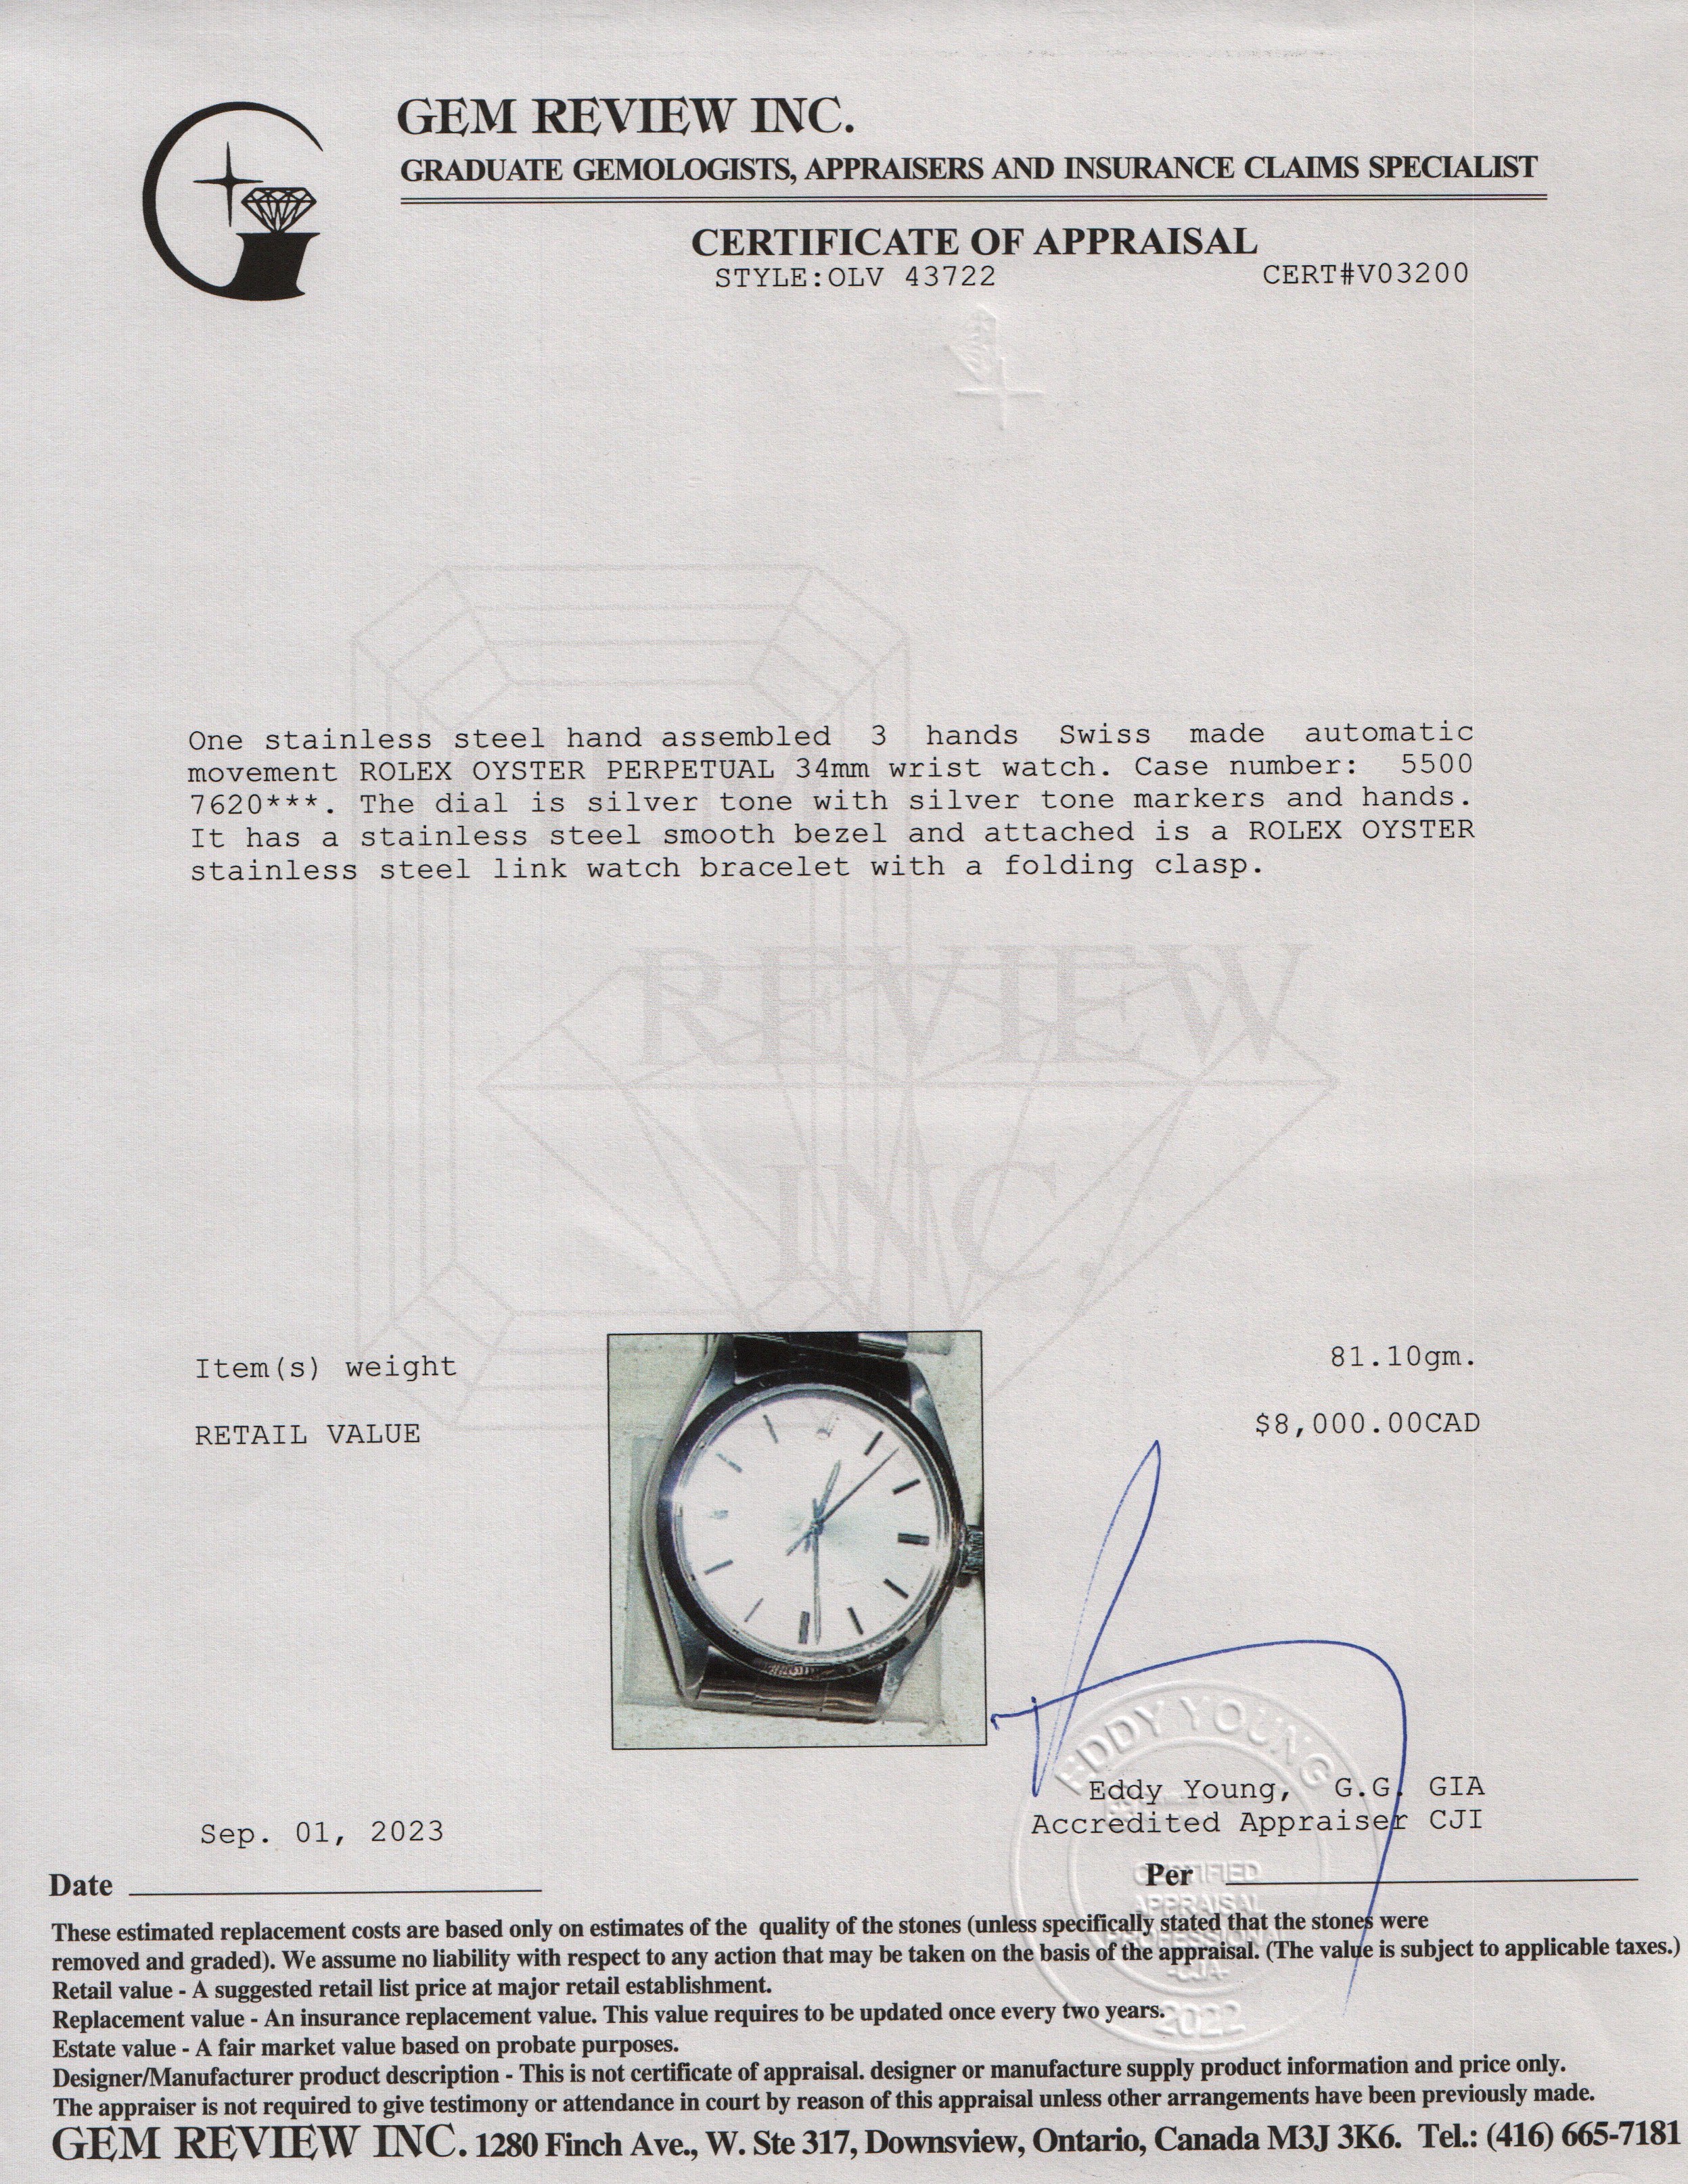 GEM REVIEW INC.
GRADUATE GEMOLOGISTS, APPRAISERS AND INSURANCE CLAIMS SPECIALIST
CERTIFICATE OF APPRAISAL
STYLE:OLV 43722 CERT#V03200
One stainless steel hand assembled 3 hands Swiss made automatic
movement ROLEX OYSTER PERPETUAL 34mm wrist watch. Case number: 5500
7620***. The dial is silver tone with silver tone markers and hands.
It has a stainless steel smooth bezel and attached is a ROLEX OYSTER
stainless steel link watch bracelet with a folding clasp.
REVIEW
INC.
Item(s) weight 81.10gm.
RETAIL VALUE $8,000.00CAD
EDDY YOUNG
Eddy Young, G.G. GIA
Accredited Appraiser CJI
Sep. 01, 2023
Date Per
CERTIFIED
APPRAISAL
PROFESSIONAL
-CJA-
2022
These estimated replacement costs are based only on estimates of the quality of the stones (unless specifically stated that the stones were
removed and graded). We assume no liability with respect to any action that may be taken on the basis of the appraisal. (The value is subject to applicable taxes.)
Retail value - A suggested retail list price at major retail establishment.
Replacement value - An insurance replacement value. This value requires to be updated once every two years.
Estate value - A fair market value based on probate purposes.
Designer/Manufacturer product description - This is not certificate of appraisal. designer or manufacture supply product information and price only.
The appraiser is not required to give testimony or attendance in court by reason of this appraisal unless other arrangements have been previously made.
GEM REVIEW INC. 1280 Finch Ave., W. Ste 317, Downsview, Ontario, Canada M3J 3K6. Tel.: (416) 665-7181